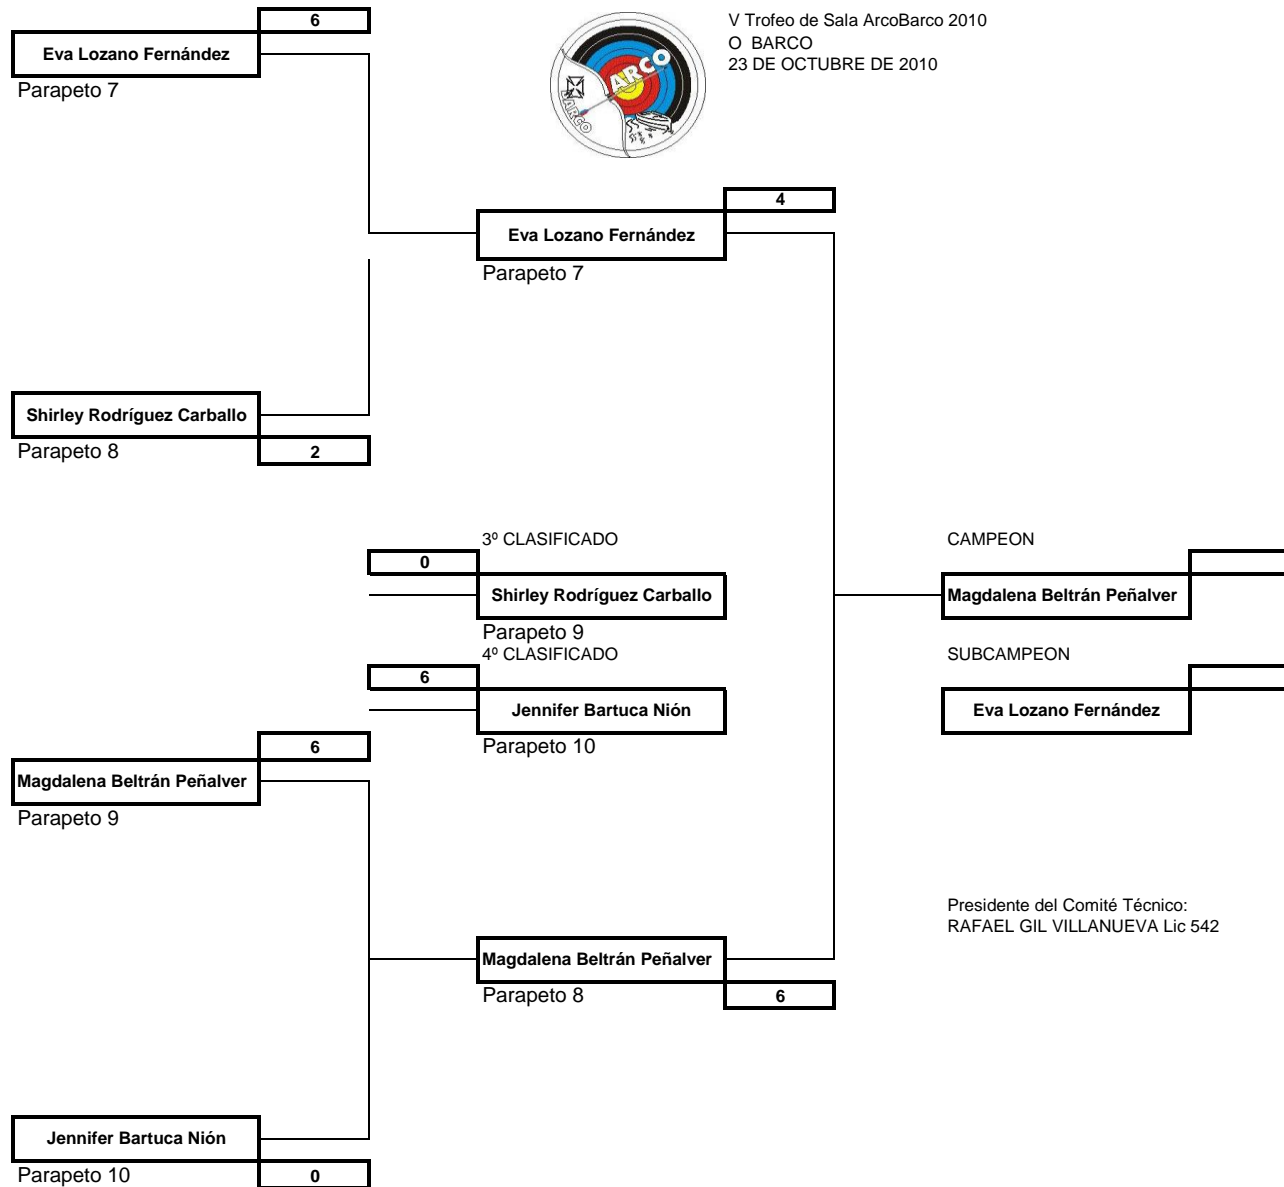 6
Eva Lozano Fernández
Parapeto 7
ARCO
BARCO
V Trofeo de Sala ArcoBarco 2010
O BARCO
23 DE OCTUBRE DE 2010
4
Eva Lozano Fernández
Parapeto 7
Shirley Rodríguez Carballo
Parapeto 8
2
3º CLASIFICADO
0
Shirley Rodríguez Carballo
Parapeto 9
4º CLASIFICADO
6
Jennifer Bartuca Nión
Parapeto 10
CAMPEON
Magdalena Beltrán Peñalver
SUBCAMPEON
Eva Lozano Fernández
6
Magdalena Beltrán Peñalver
Parapeto 9
Presidente del Comité Técnico:
RAFAEL GIL VILLANUEVA Lic 542
Magdalena Beltrán Peñalver
Parapeto 8
6
Jennifer Bartuca Nión
Parapeto 10
0